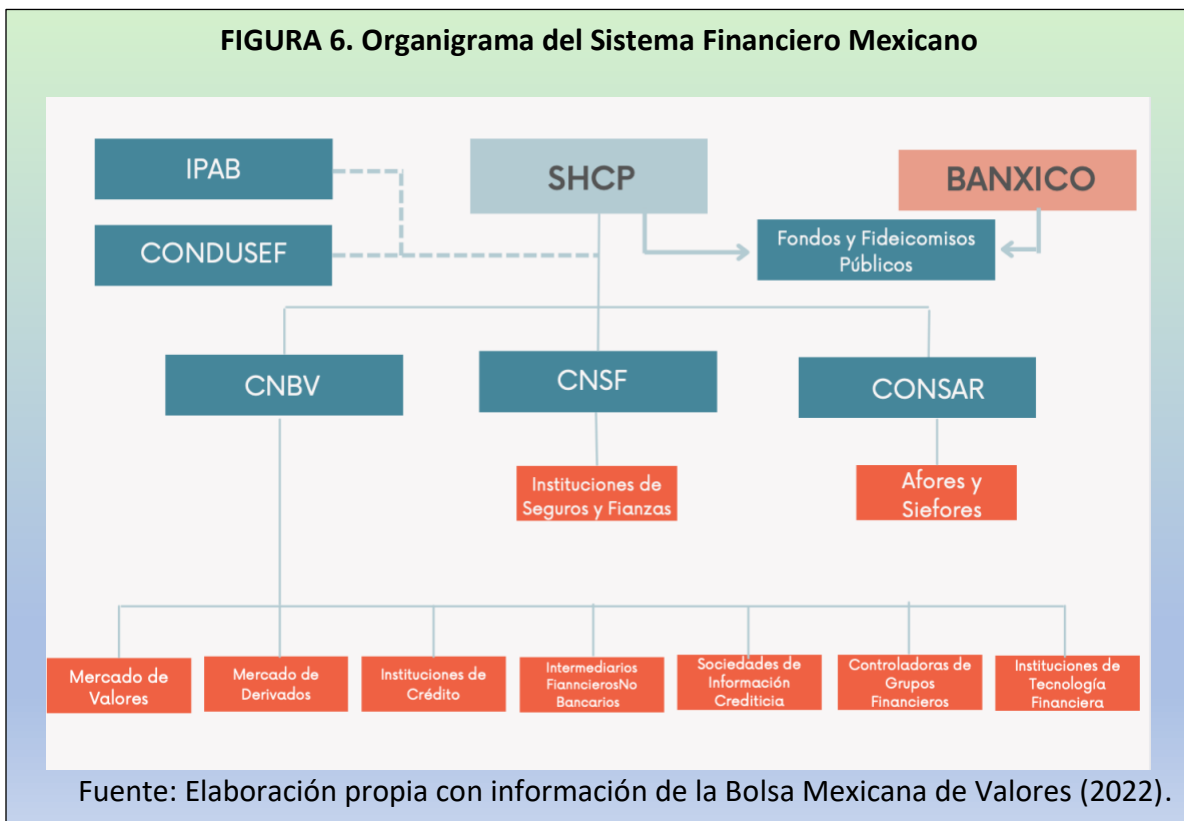 FIGURA 6. Organigrama del Sistema Financiero Mexicano
IPAB
SHCP
BANXICO
CONDUSEF
Fondos y Fideicomisos
Públicos
CNBV
CNSF
CONSAR
Instituciones de
Seguros y Fianzas
Afores y
Siefores
Mercado de
Valores
Mercado de
Derivados
Instituciones de
Crédito
Intermediarios
FianncierosNo
Bancarios
Sociedades de
Información
Crediticia
Controladoras de
Grupos
Financieros
Instituciones de
Tecnología
Financiera
Fuente: Elaboración propia con información de la Bolsa Mexicana de Valores (2022).